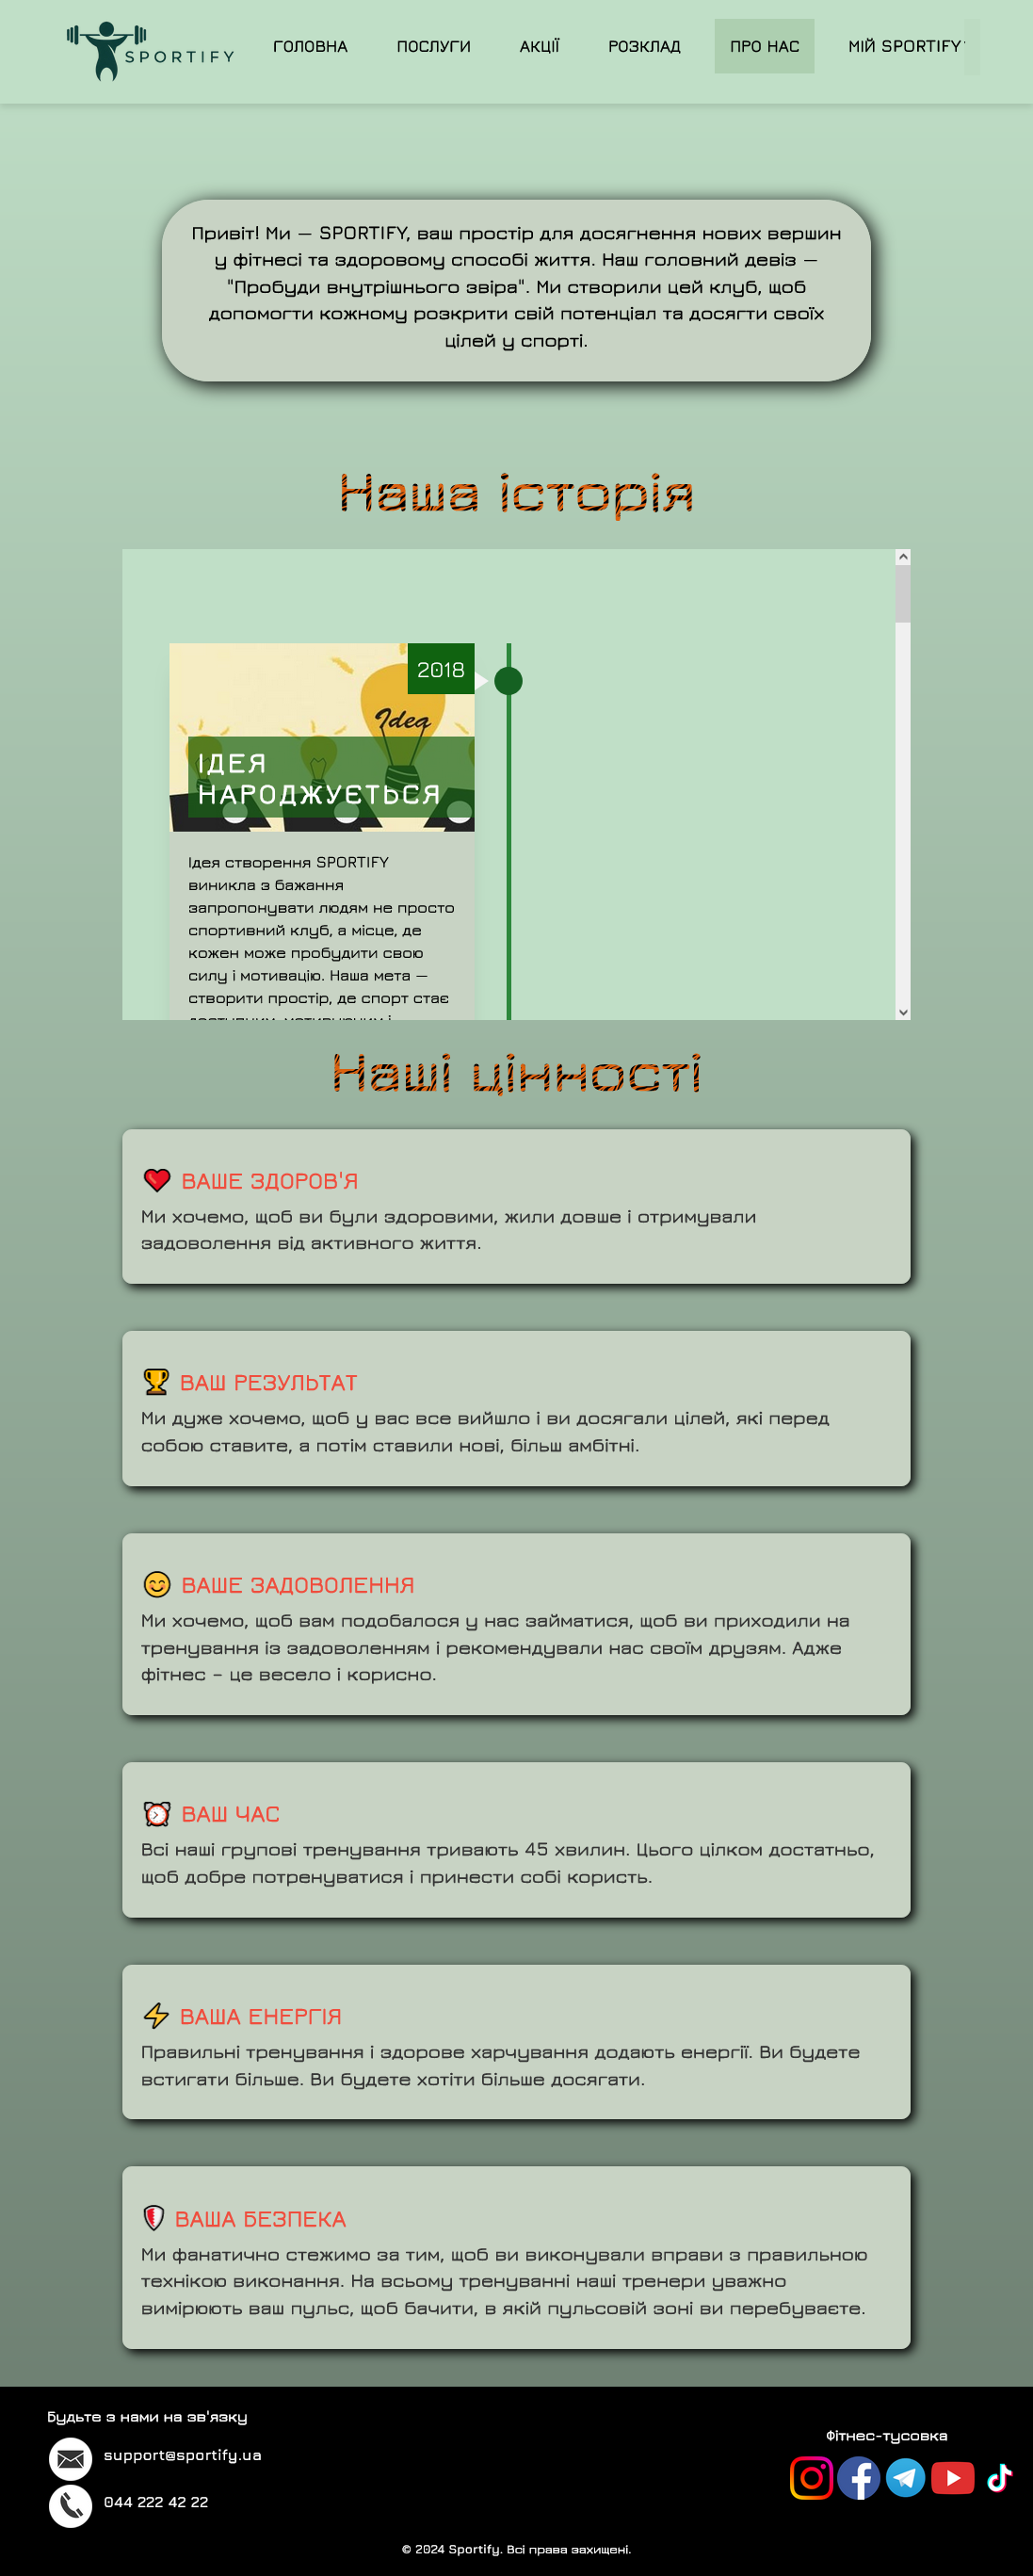 SPORTIFY
ГОЛОВНА
ПОСЛУГИ
АКЦІЇ
РОЗКЛАД
ПРО НАС
МІЙ SPORTIFY
Привіт! Ми — SPORTIFY, ваш простір для досягнення нових вершин
у фітнесі та здоровому способі життя. Наш головний девіз —
"Пробуди внутрішнього звіра". Ми створили цей клуб, щоб
допомогти кожному розкрити свій потенціал та досягти своїх
цілей у спорті.
Наша історія
2018
Idea
ІДЕЯ
НАРОДЖУЄТЬСЯ
Ідея створення SPORTIFY
виникла з бажання
запропонувати людям не просто
спортивний клуб, а місце, де
кожен може пробудити свою
силу і мотивацію. Наша мета —
створити простір, де спорт стає
Наші цінності
ВАШЕ ЗДОРОВ'Я
Ми хочемо, щоб ви були здоровими, жили довше і отримували
задоволення від активного життя.
ВАШ РЕЗУЛЬТАТ
Ми дуже хочемо, щоб у вас все вийшло і ви досягали цілей, які перед
собою ставите, а потім ставили нові, більш амбітні.
ВАШЕ ЗАДОВОЛЕННЯ
Ми хочемо, щоб вам подобалося у нас займатися, щоб ви приходили на
тренування із задоволенням і рекомендували нас своїм друзям. Адже
фітнес – це весело і корисно.
ВАШ ЧАС
Всі наші групові тренування тривають 45 хвилин. Цього цілком достатньо,
щоб добре потренуватися і принести собі користь.
ВАША ЕНЕРГІЯ
Правильні тренування і здорове харчування додають енергії. Ви будете
встигати більше. Ви будете хотіти більше досягати.
ВАША БЕЗПЕКА
Ми фанатично стежимо за тим, щоб ви виконували вправи з правильною
технікою виконання. На всьому тренуванні наші тренери уважно
вимірюють ваш пульс, щоб бачити, в якій пульсовій зоні ви перебуваєте.
Будьте з нами на зв'язку
support@sportify.ua
044 222 42 22
Фітнес-тусовка
© 2024 Sportify. Всі права захищені.